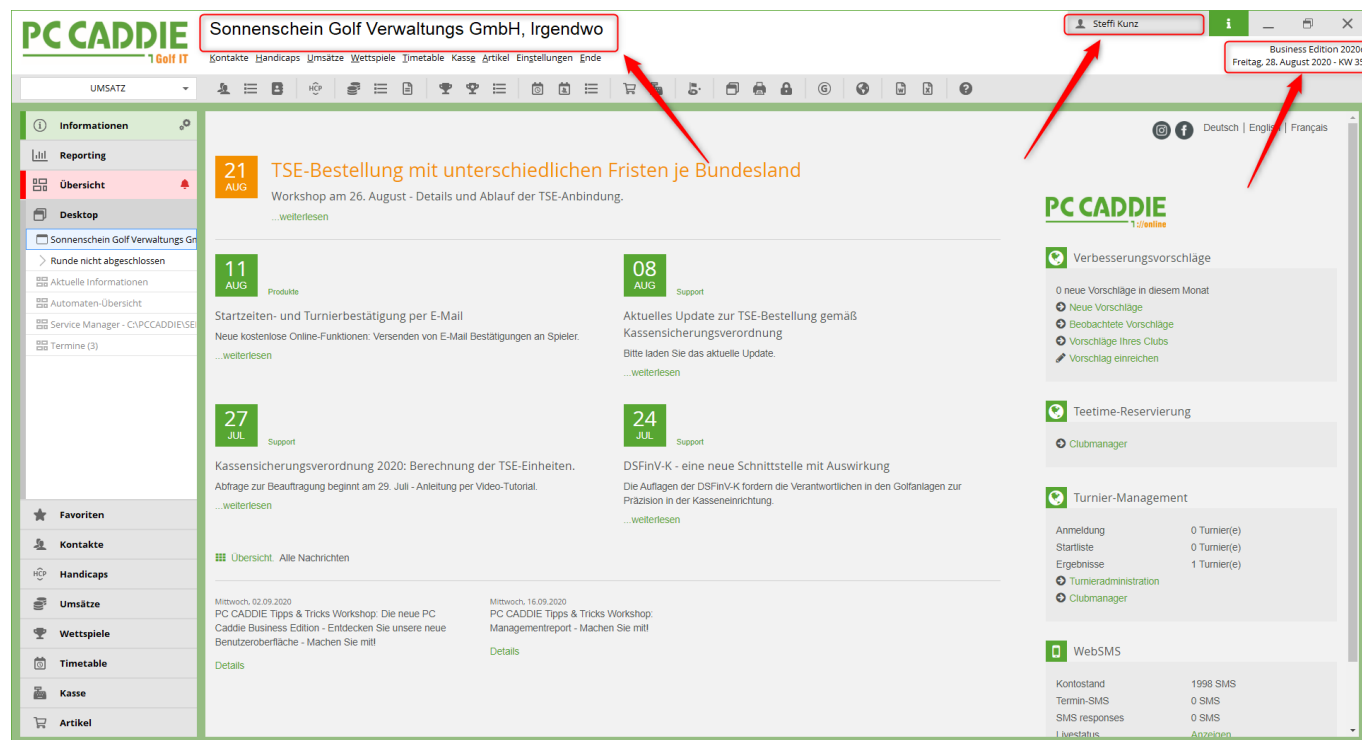 PC CADDIE
Golf IT
Sonnenschein Golf Verwaltungs GmbH, Irgendwo
Kontakte Handicaps Umsätze Wettspiele Timetable Kasse Artikel Einstellungen Ende
Steffi Kunz
Business Edition 2020
Freitag, 28. August 2020 - KW 35
UMSATZ
Informationen
Reporting
Übersicht
Desktop
Sonnenschein Golf Verwaltungs Gm
Runde nicht abgeschlossen
Aktuelle Informationen
Automaten-Übersicht
Service Manager - C:\PCCADDIE\SE
Termine (3)
Favoriten
Kontakte
Handicaps
Umsätze
Wettspiele
Timetable
Kasse
Artikel
21
AUG
TSE-Bestellung mit unterschiedlichen Fristen je Bundesland
Workshop am 26. August - Details und Ablauf der TSE-Anbindung.
...weiterlesen
11
AUG
Produkte
Startzeiten- und Turnierbestätigung per E-Mail
Neue kostenlose Online-Funktionen: Versenden von E-Mail Bestätigungen an Spieler.
...weiterlesen
08
AUG
Support
Aktuelles Update zur TSE-Bestellung gemäß
Kassensicherungsverordnung
Bitte laden Sie das aktuelle Update.
...weiterlesen
27
JUL
Support
Kassensicherungsverordnung 2020: Berechnung der TSE-Einheiten.
Abfrage zur Beauftragung beginnt am 29. Juli - Anleitung per Video-Tutorial.
...weiterlesen
24
JUL
Support
DSFinV-K - eine neue Schnittstelle mit Auswirkung
Die Auflagen der DSFinV-K fordern die Verantwortlichen in den Golfanlagen zur
Präzision in der Kasseneinrichtung.
...weiterlesen
Übersicht. Alle Nachrichten
Mittwoch, 02.09.2020
PC CADDIE Tipps & Tricks Workshop: Die neue PC
Caddie Business Edition - Entdecken Sie unsere neue
Benutzeroberfläche - Machen Sie mit!
Details
Mittwoch, 16.09.2020
PC CADDIE Tipps & Tricks Workshop:
Managementreport - Machen Sie mit!
Details
Deutsch | English | Français
PC CADDIE
://online
Verbesserungsvorschläge
0 neue Vorschläge in diesem Monat
Neue Vorschläge
Beobachtete Vorschläge
Vorschläge Ihres Clubs
Vorschlag einreichen
Teetime-Reservierung
Clubmanager
Turnier-Management
Anmeldung 0 Turnier(e)
Startliste 0 Turnier(e)
Ergebnisse 1 Turnier(e)
Turnieradministration
Clubmanager
WebSMS
Kontostand 1998 SMS
Termin-SMS 0 SMS
SMS responses 0 SMS
Livestatus Anzeigen